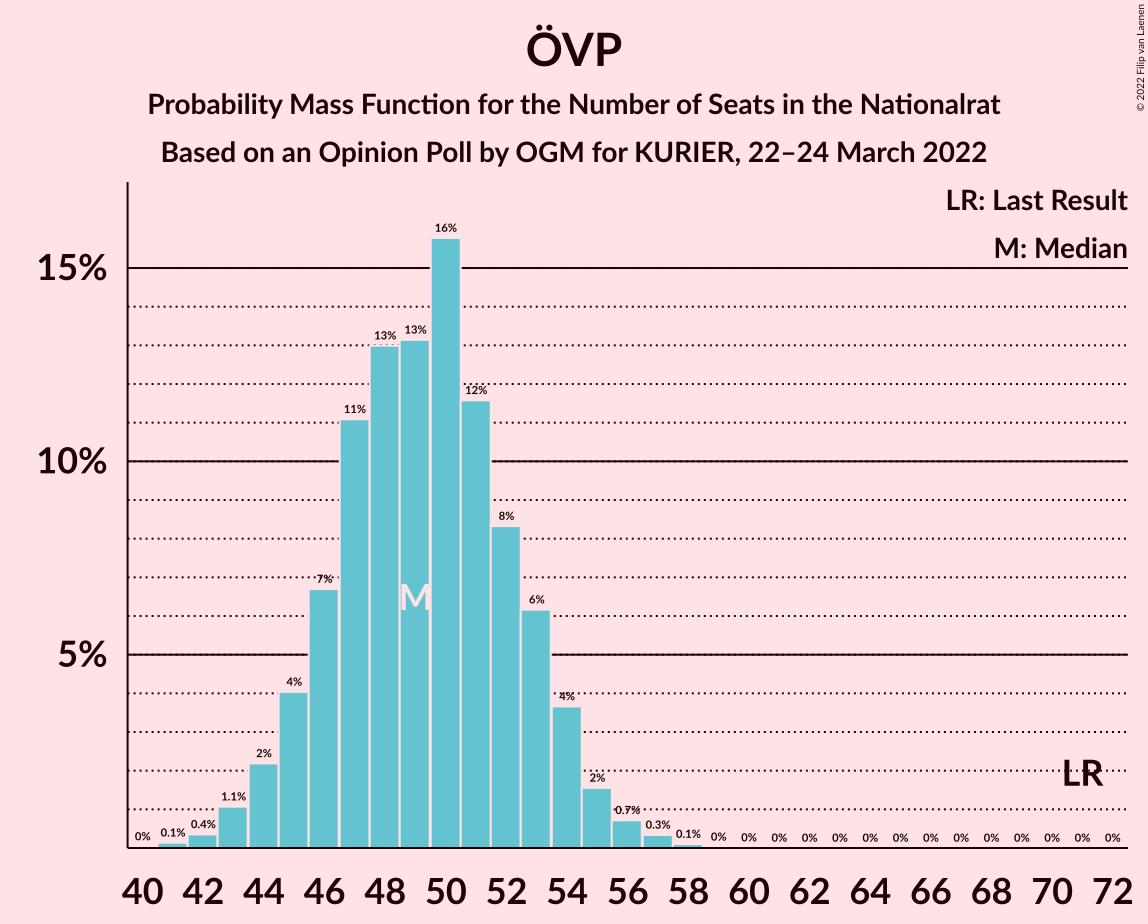 ÖVP
Probability Mass Function for the Number of Seats in the Nationalrat
Based on an Opinion Poll by OGM for KURIER, 22–24 March 2022
© 2022 Filip van Laenen
LR: Last Result
M: Median
15%
10%
5%
0% 0.1% 0.4% 1.1% 2% 4% 7% 11% 13% 13% 16% 12% 8% 6% 4% 2% 0.7% 0.3% 0.1% 0% 0% 0% 0% 0% 0% 0% 0% 0% 0% 0% 0% 0% 0%
M
LR
40 42 44 46 48 50 52 54 56 58 60 62 64 66 68 70 72